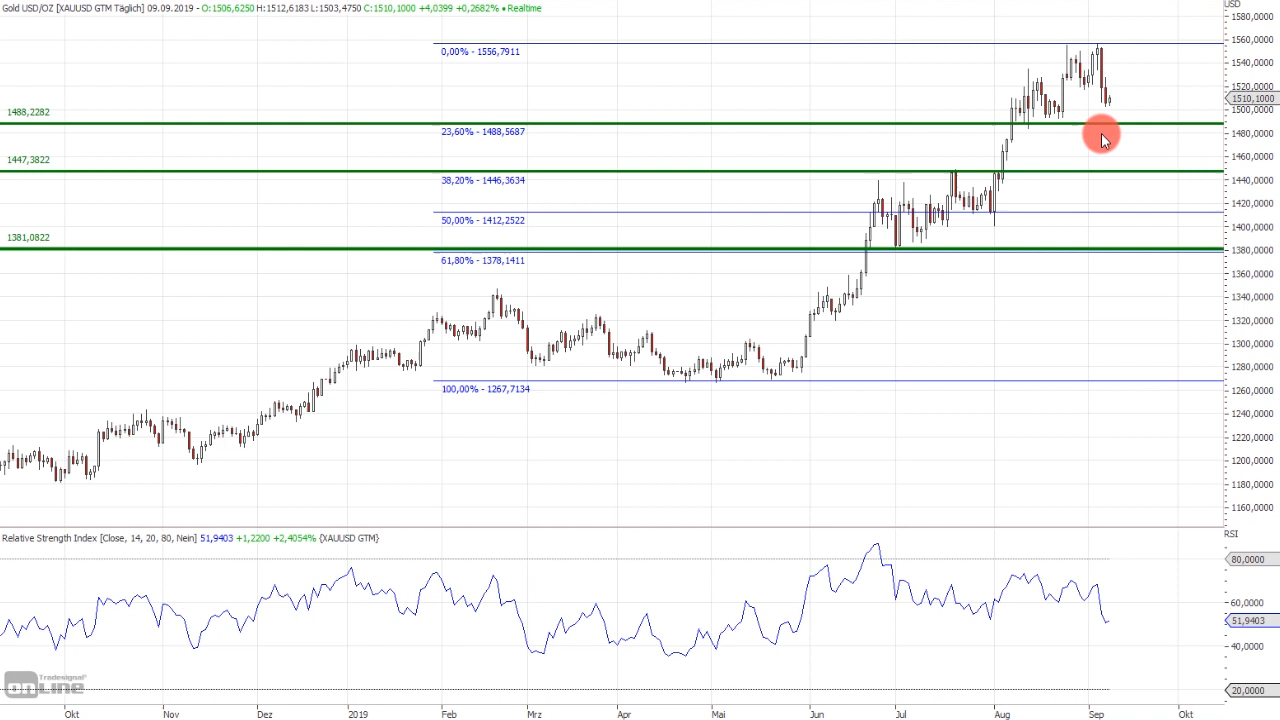 Gold USD/OZ [XAUUSD GTM Täglich] 09.09.2019 - O:1506,6250 H:1512,6183 L:1503,4750 C:1510,1000 +4,0399 +0,2682% • Realtime
USD
1580,0000
1560,0000
1540,0000
1520,0000
1510,1000
1500,0000
1480,0000
1460,0000
1440,0000
1420,0000
1400,0000
1380,0000
1360,0000
1340,0000
1320,0000
1300,0000
1280,0000
1260,0000
1240,0000
1220,0000
1200,0000
1180,0000
1160,0000
0,00% - 1556,7911
1488,2282
23,60% - 1488,5687
1447,3822
38,20% - 1446,3634
50,00% - 1412,2522
1381,0822
61,80% - 1378,1411
100,00% - 1267,7134
Relative Strength Index [Close, 14, 20, 80, Nein] 51,9403 +1,2200 +2,4054% {XAUUSD GTM}
RSI
80,0000
60,0000
51,9403
40,0000
20,0000
Tradesignal®
onLine
Okt Nov Dez 2019 Feb Mrz Apr Mai Jun Jul Aug Sep Okt